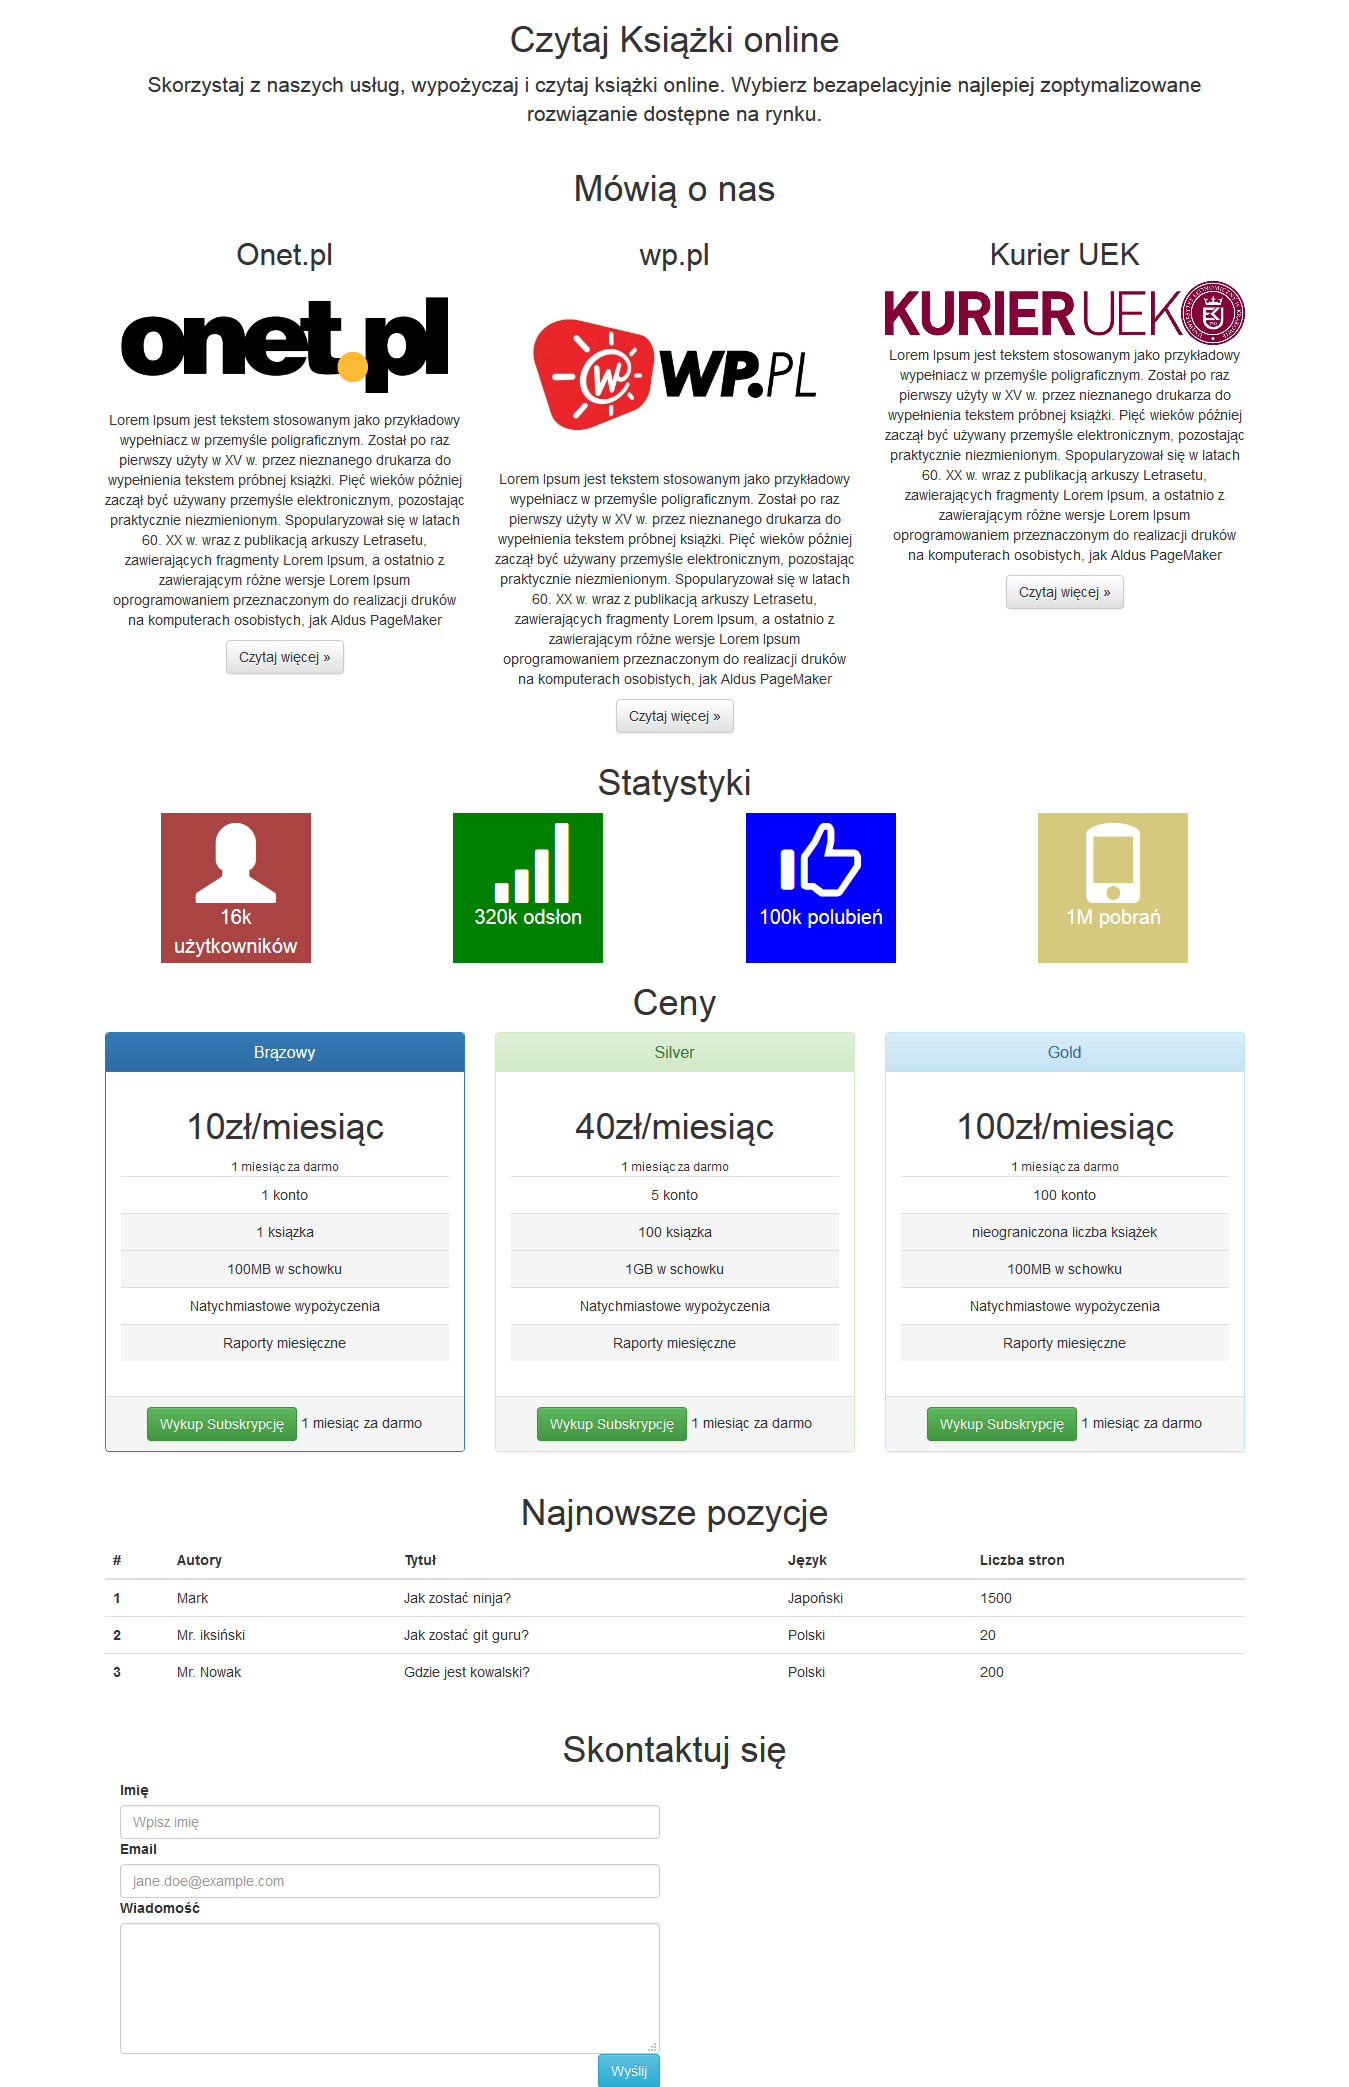 Czytaj Książki online
Skorzystaj z naszych usług, wypożyczaj i czytaj książki online. Wybierz bezapelacyjnie najlepiej zoptymalizowane
rozwiązanie dostępne na rynku.
Mówią o nas
Onet.pl
onet.pl
Lorem Ipsum jest tekstem stosowanym jako przykładowy
wypełniacz w przemyśle poligraficznym. Został po raz
pierwszy użyty w XV w. przez nieznanego drukarza do
wypełnienia tekstem próbnej książki. Pięć wieków później
zaczął być używany przemyśle elektronicznym, pozostając
praktycznie niezmienionym. Spopularyzował się w latach
60. XX w. wraz z publikacją arkuszy Letrasetu,
zawierających fragmenty Lorem Ipsum, a ostatnio z
zawierającym różne wersje Lorem Ipsum
oprogramowaniem przeznaczonym do realizacji druków
na komputerach osobistych, jak Aldus PageMaker
Czytaj więcej »
wp.pl
WP.PL
Lorem Ipsum jest tekstem stosowanym jako przykładowy
wypełniacz w przemyśle poligraficznym. Został po raz
pierwszy użyty w XV w. przez nieznanego drukarza do
wypełnienia tekstem próbnej książki. Pięć wieków później
zaczął być używany przemyśle elektronicznym, pozostając
praktycznie niezmienionym. Spopularyzował się w latach
60. XX w. wraz z publikacją arkuszy Letrasetu,
zawierających fragmenty Lorem Ipsum, a ostatnio z
zawierającym różne wersje Lorem Ipsum
oprogramowaniem przeznaczonym do realizacji druków
na komputerach osobistych, jak Aldus PageMaker
Czytaj więcej »
Kurier UEK
KURIER UEK
Lorem Ipsum jest tekstem stosowanym jako przykładowy
wypełniacz w przemyśle poligraficznym. Został po raz
pierwszy użyty w XV w. przez nieznanego drukarza do
wypełnienia tekstem próbnej książki. Pięć wieków później
zaczął być używany przemyśle elektronicznym, pozostając
praktycznie niezmienionym. Spopularyzował się w latach
60. XX w. wraz z publikacją arkuszy Letrasetu,
zawierających fragmenty Lorem Ipsum, a ostatnio z
zawierającym różne wersje Lorem Ipsum
oprogramowaniem przeznaczonym do realizacji druków
na komputerach osobistych, jak Aldus PageMaker
Czytaj więcej »
Statystyki
16k
użytkowników
320k odsłon
100k polubień
1M pobrań
Ceny
Brązowy
10zł/miesiąc
1 miesiąc za darmo
1 konto
1 ksiązka
100MB w schowku
Natychmiastowe wypożyczenia
Raporty miesięczne
Wykup Subskrypcję 1 miesiąc za darmo
Silver
40zł/miesiąc
1 miesiąc za darmo
5 konto
100 ksiązka
1GB w schowku
Natychmiastowe wypożyczenia
Raporty miesięczne
Wykup Subskrypcję 1 miesiąc za darmo
Gold
100zł/miesiąc
1 miesiąc za darmo
100 konto
nieograniczona liczba książek
100MB w schowku
Natychmiastowe wypożyczenia
Raporty miesięczne
Wykup Subskrypcję 1 miesiąc za darmo
Najnowsze pozycje
# Autory Tytuł Język Liczba stron
1 Mark Jak zostać ninja? Japoński 1500
2 Mr. iksiński Jak zostać git guru? Polski 20
3 Mr. Nowak Gdzie jest kowalski? Polski 200
Skontaktuj się
Imię
Wpisz imię
Email
jane.doe@example.com
Wiadomość
Wyślij